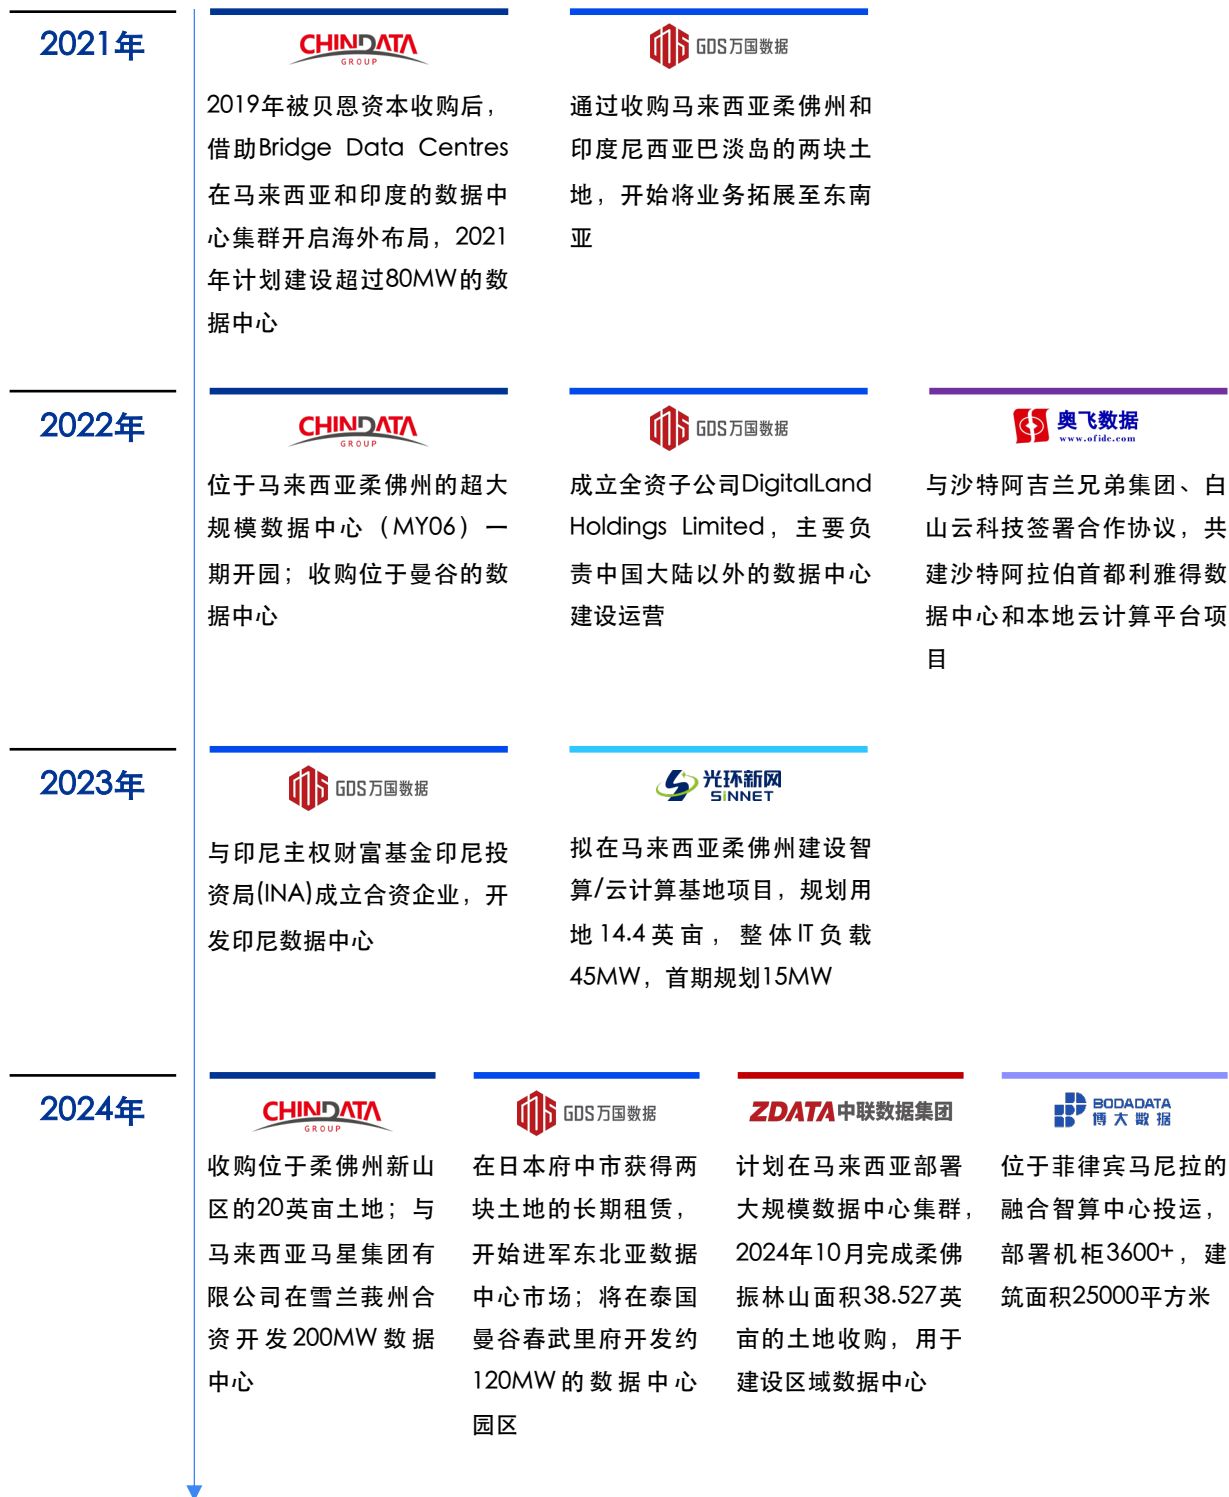 2021年
CHINDATA
GROUP
2019年被贝恩资本收购后，
借助Bridge Data Centres
在马来西亚和印度的数据中
心集群开启海外布局，2021
年计划建设超过80MW的数
据中心
GDS万国数据
通过收购马来西亚柔佛州和
印度尼西亚巴淡岛的两块土
地，开始将业务拓展至东南
亚
2022年
CHINDATA
GROUP
位于马来西亚柔佛州的超大
规模数据中心（MY06）一
期开园；收购位于曼谷的数
据中心
GDS万国数据
成立全资子公司DigitalLand
Holdings Limited，主要负
责中国大陆以外的数据中心
建设运营
奥飞数据
www.ofidc.com
与沙特阿吉兰兄弟集团、白
山云科技签署合作协议，共
建沙特阿拉伯首都利雅得数
据中心和本地云计算平台项
目
2023年
GDS万国数据
与印尼主权财富基金印尼投
资局(INA)成立合资企业，开
发印尼数据中心
光环新网
SiNNET
拟在马来西亚柔佛州建设智
算/云计算基地项目，规划用
地14.4英亩，整体IT负载
45MW，首期规划15MW
2024年
CHINDATA
GROUP
收购位于柔佛州新山
区的20英亩土地；与
马来西亚马星集团有
限公司在雪兰莪州合
资开发200MW数据
中心
GDS万国数据
在日本府中市获得两
块土地的长期租赁，
开始进军东北亚数据
中心市场；将在泰国
曼谷春武里府开发约
120MW的数据中心
园区
ZDATA中联数据集团
计划在马来西亚部署
大规模数据中心集群，
2024年10月完成柔佛
振林山面积38.527英
亩的土地收购，用于
建设区域数据中心
BODADATA
博大数据
位于菲律宾马尼拉的
融合智算中心投运，
部署机柜3600+，建
筑面积25000平方米